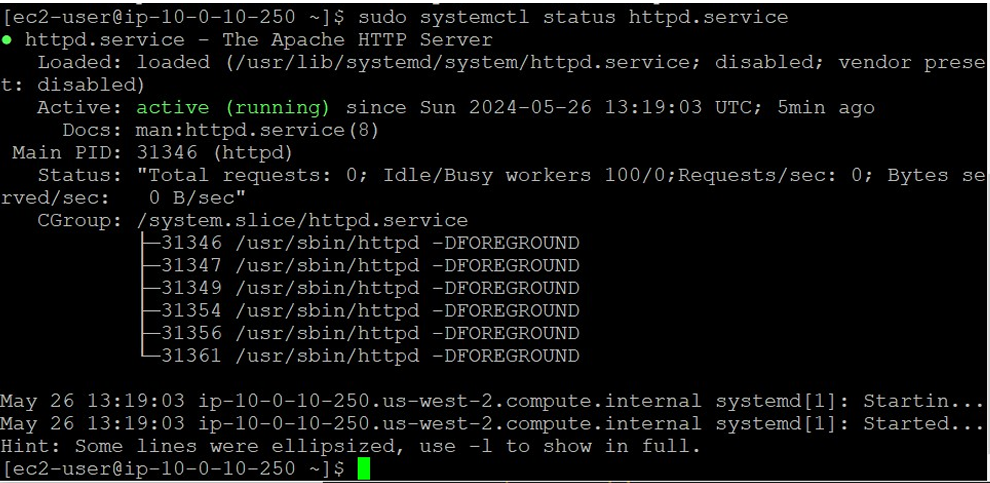 [ec2-user@ip-10-0-10-250 ~]$ sudo systemctl status httpd.service
● httpd.service - The Apache HTTP Server
   Loaded: loaded (/usr/lib/systemd/system/httpd.service; disabled; vendor prese
t: disabled)
   Active: active (running) since Sun 2024-05-26 13:19:03 UTC; 5min ago
     Docs: man:httpd.service(8)
 Main PID: 31346 (httpd)
   Status: "Total requests: 0; Idle/Busy workers 100/0;Requests/sec: 0; Bytes se
rved/sec:   0 B/sec"
   CGroup: /system.slice/httpd.service
           ├─31346 /usr/sbin/httpd -DFOREGROUND
           ├─31347 /usr/sbin/httpd -DFOREGROUND
           ├─31349 /usr/sbin/httpd -DFOREGROUND
           ├─31354 /usr/sbin/httpd -DFOREGROUND
           ├─31356 /usr/sbin/httpd -DFOREGROUND
           └─31361 /usr/sbin/httpd -DFOREGROUND
May 26 13:19:03 ip-10-0-10-250.us-west-2.compute.internal systemd[1]: Startin...
May 26 13:19:03 ip-10-0-10-250.us-west-2.compute.internal systemd[1]: Started...
Hint: Some lines were ellipsized, use -l to show in full.
[ec2-user@ip-10-0-10-250 ~]$